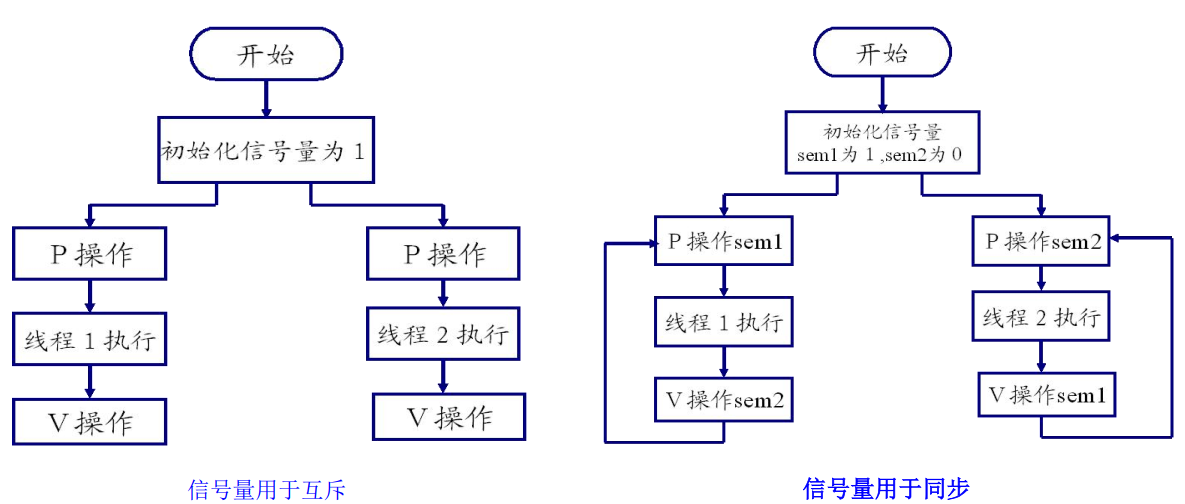 开始
初始化信号量为 1
P 操作
线程 1 执行
V 操作
P 操作
线程 2 执行
V 操作
信号量用于互斥
开始
初始化信号量
sem1为 1 ,sem2为 0
P 操作sem1
线程 1 执行
V 操作sem2
P 操作sem2
线程 2 执行
V 操作sem1
信号量用于同步